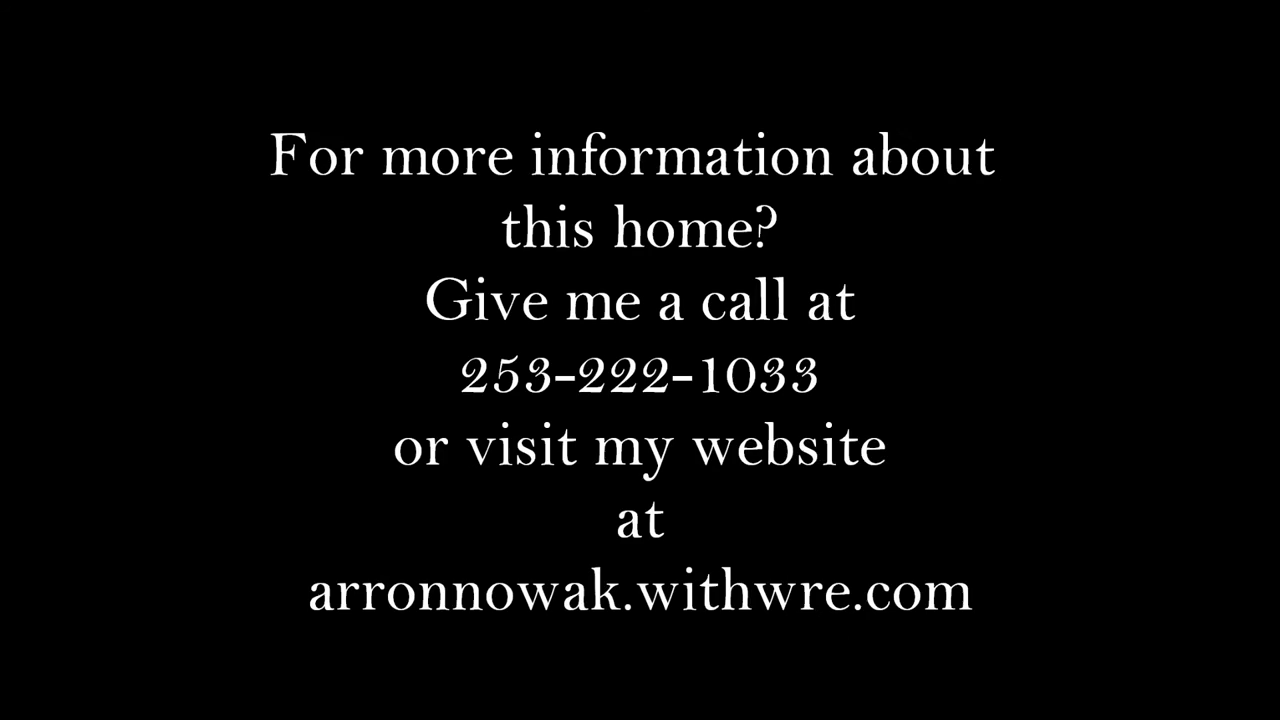 For more information about
this home?
Give me a call at
253-222-1033
or visit my website
at
arronnowak.withwre.com